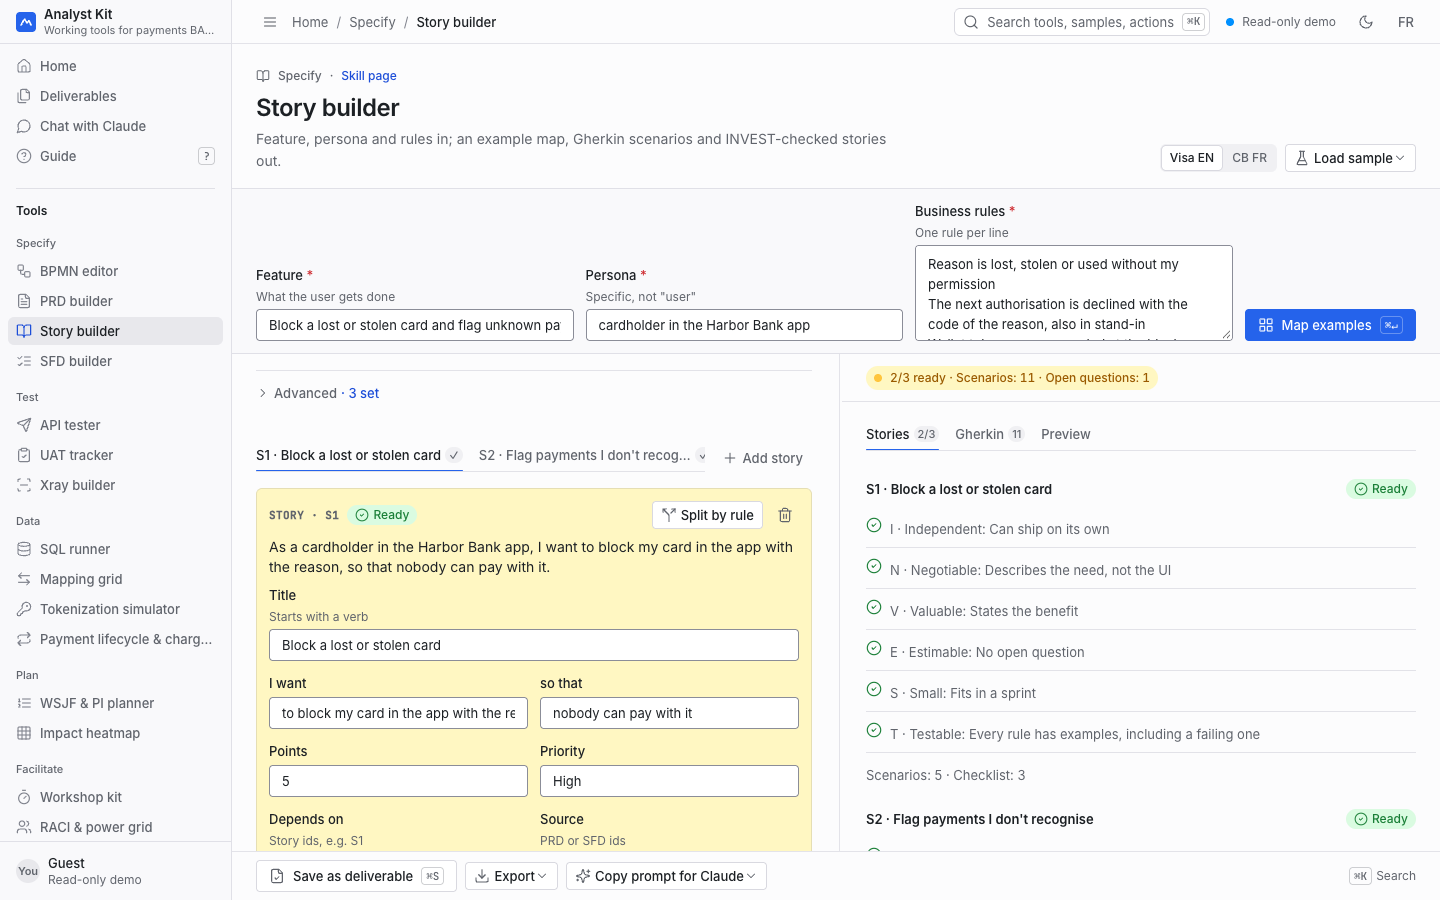 Analyst Kit
Working tools for payments BA...
Home
Deliverables
Chat with Claude
Guide
?
Tools
Specify
BPMN editor
PRD builder
Story builder
SFD builder
Test
API tester
UAT tracker
Xray builder
Data
SQL runner
Mapping grid
Tokenization simulator
Payment lifecycle & charg...
Plan
WSJF & PI planner
Impact heatmap
Facilitate
Workshop kit
RACI & power grid
You
Guest
Read-only demo
Home / Specify / Story builder
Search tools, samples, actions ⌘K
Read-only demo
FR
Specify · Skill page
Story builder
Feature, persona and rules in; an example map, Gherkin scenarios and INVEST-checked stories
out.
Visa EN
CB FR
Load sample
Feature *
What the user gets done
Block a lost or stolen card and flag unknown pa
Persona *
Specific, not "user"
cardholder in the Harbor Bank app
Business rules *
One rule per line
Reason is lost, stolen or used without my
permission
The next authorisation is declined with the
code of the reason, also in stand-in
Map examples ⌘↵
Advanced · 3 set
S1 · Block a lost or stolen card
S2 · Flag payments I don't recog...
Add story
STORY · S1
Ready
Split by rule
As a cardholder in the Harbor Bank app, I want to block my card in the app with
the reason, so that nobody can pay with it.
Title
Starts with a verb
Block a lost or stolen card
I want
so that
to block my card in the app with the re
nobody can pay with it
Points
Priority
5
High
Depends on
Source
Story ids, e.g. S1
PRD or SFD ids
2/3 ready · Scenarios: 11 · Open questions: 1
Stories 2/3
Gherkin 11
Preview
S1 · Block a lost or stolen card
Ready
I · Independent: Can ship on its own
N · Negotiable: Describes the need, not the UI
V · Valuable: States the benefit
E · Estimable: No open question
S · Small: Fits in a sprint
T · Testable: Every rule has examples, including a failing one
Scenarios: 5 · Checklist: 3
S2 · Flag payments I don't recognise
Ready
Save as deliverable ⌘S
Export
Copy prompt for Claude
⌘K Search